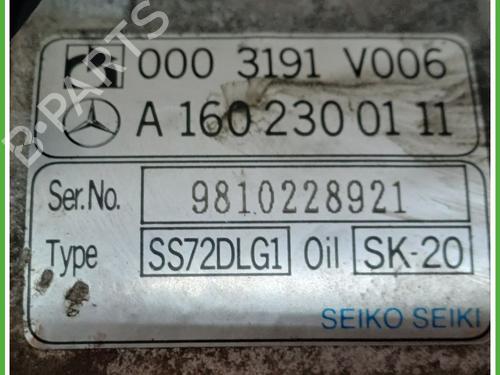 000 3191 V006
A 160 230 01 11
Ser.No. 9810228921
Type SS72DLG1 Oil SK-20
SEIKO SEIKI
B-PARTS